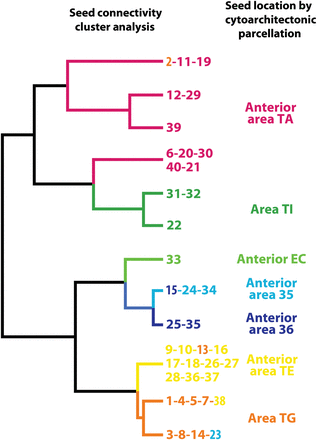 Seed connectivity
cluster analysis
Seed location by
cytoarchitectonic
parcellation
2-11-19
12-29
Anterior
area TA
39
6-20-30
40-21
31-32
Area TI
22
33
Anterior EC
15-24-34
Anterior
area 35
25-35
Anterior
area 36
9-10-13-16
17-18-26-27
28-36-37
Anterior
area TE
1-4-5-7-38
Area TG
3-8-14-23